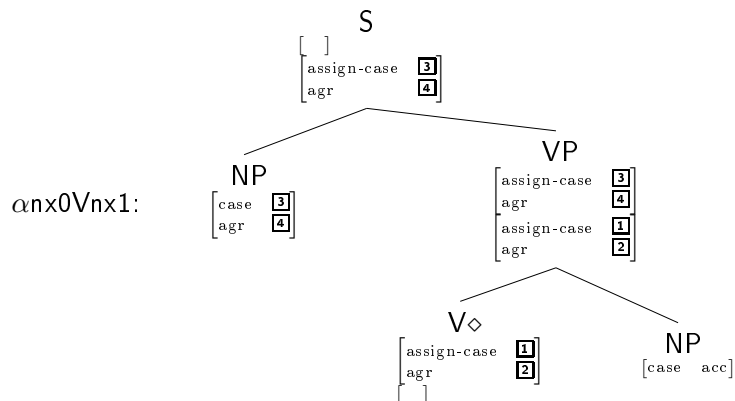 S
[ ]
assign-case 3
agr 4
αnx0Vnx1:
NP
case 3
agr 4
VP
assign-case 3
agr 4
assign-case 1
agr 2
V◇
assign-case 1
agr 2
[ ]
NP
[case acc]